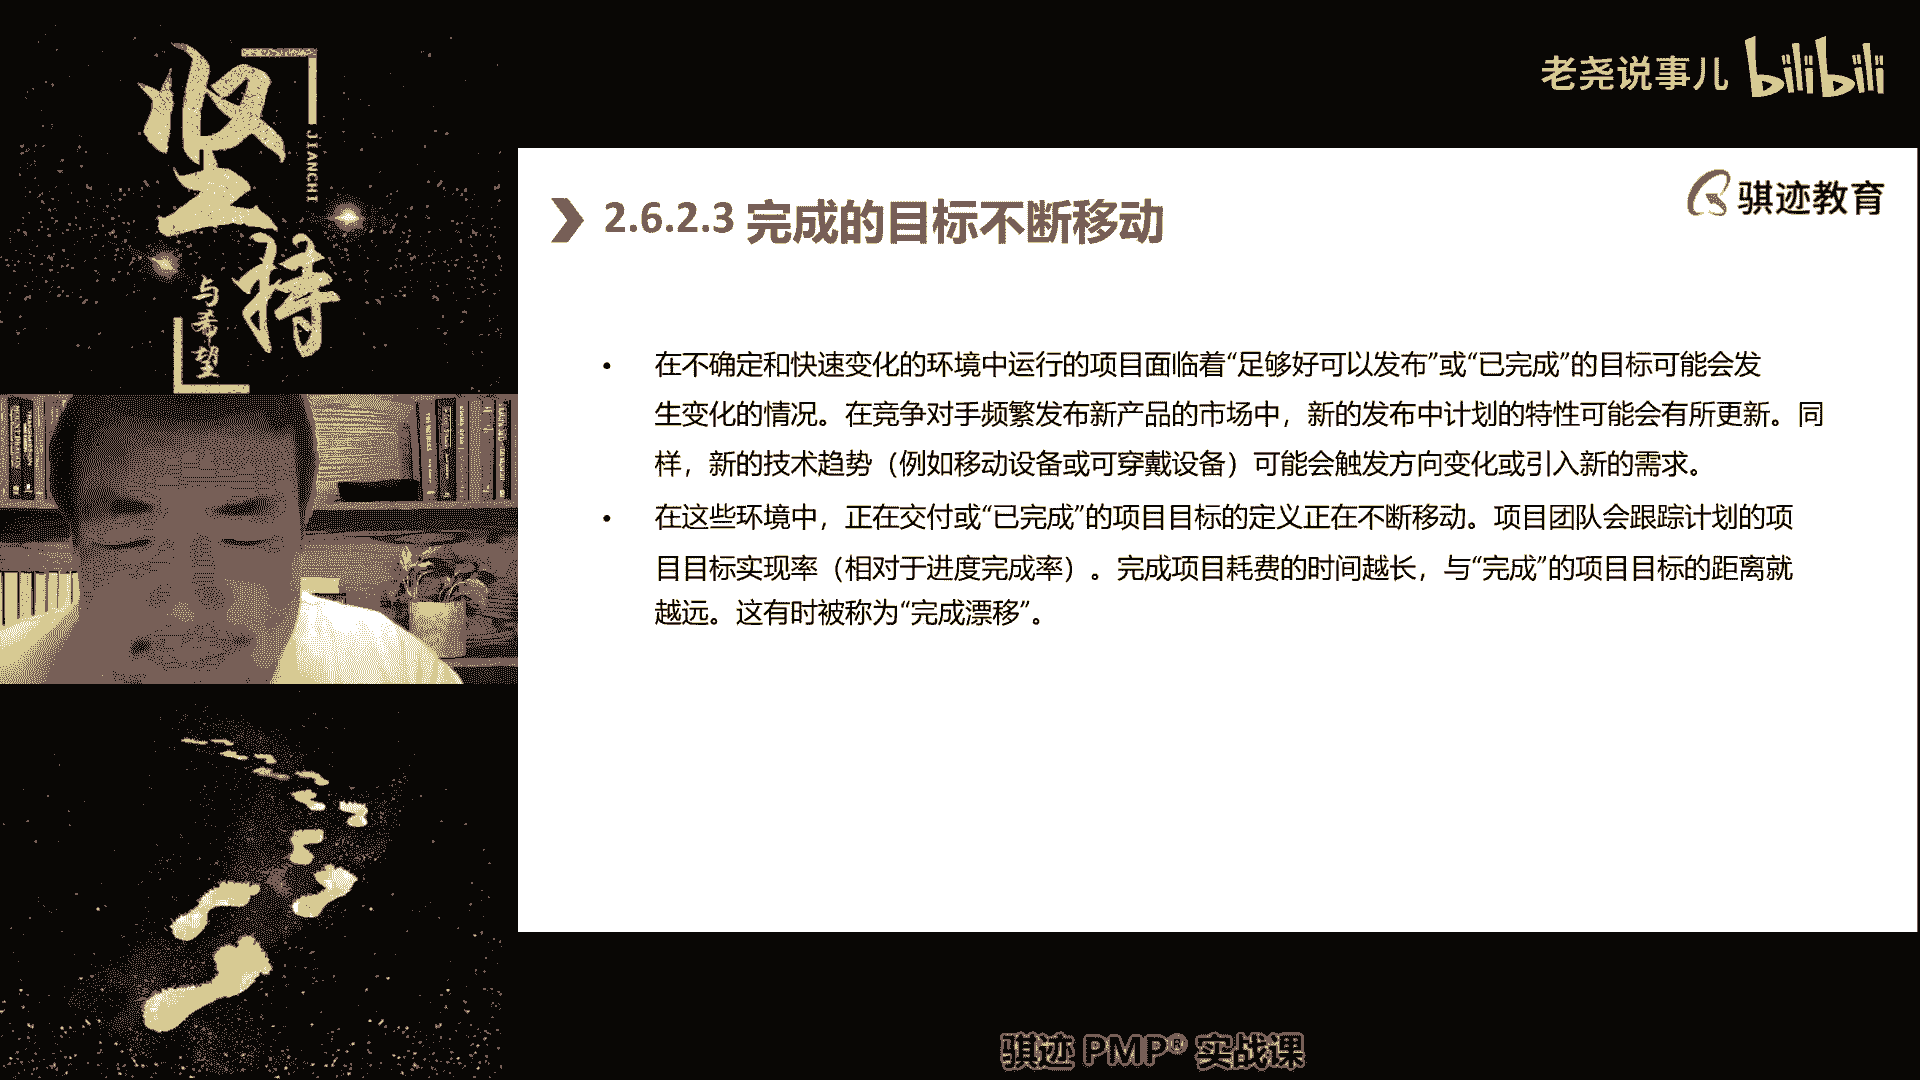 坚持
JIANCHI
与希望
老尧说事儿 bilibili
骐迹教育
2.6.2.3 完成的目标不断移动
• 在不确定和快速变化的环境中运行的项目面临着“足够好可以发布”或“已完成”的目标可能会发
生变化的情况。在竞争对手频繁发布新产品的市场中，新的发布中计划的特性可能会有所更新。同
样，新的技术趋势（例如移动设备或可穿戴设备）可能会触发方向变化或引入新的需求。
• 在这些环境中，正在交付或“已完成”的项目目标的定义正在不断移动。项目团队会跟踪计划的项
目目标实现率（相对于进度完成率）。完成项目耗费的时间越长，与“完成”的项目目标的距离就
越远。这有时被称为“完成漂移”。
骐迹 PMP® 实战课